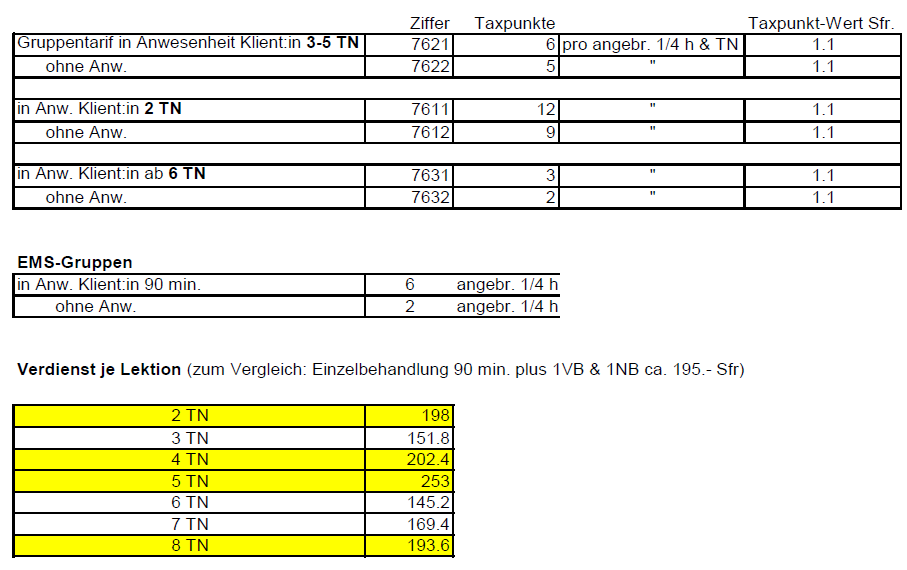 Ziffer Taxpunkte Taxpunkt-Wert Sfr.
Gruppentarif in Anwesenheit Klient:in 3-5 TN 7621 6 pro angebr. 1/4 h & TN 1.1
ohne Anw. 7622 5 " 1.1
in Anw. Klient:in 2 TN 7611 12 " 1.1
ohne Anw. 7612 9 " 1.1
in Anw. Klient:in ab 6 TN 7631 3 " 1.1
ohne Anw. 7632 2 " 1.1
EMS-Gruppen
in Anw. Klient:in 90 min. 6 angebr. 1/4 h
ohne Anw. 2 angebr. 1/4 h
Verdienst je Lektion (zum Vergleich: Einzelbehandlung 90 min. plus 1VB & 1NB ca. 195.- Sfr)
2 TN 198
3 TN 151.8
4 TN 202.4
5 TN 253
6 TN 145.2
7 TN 169.4
8 TN 193.6